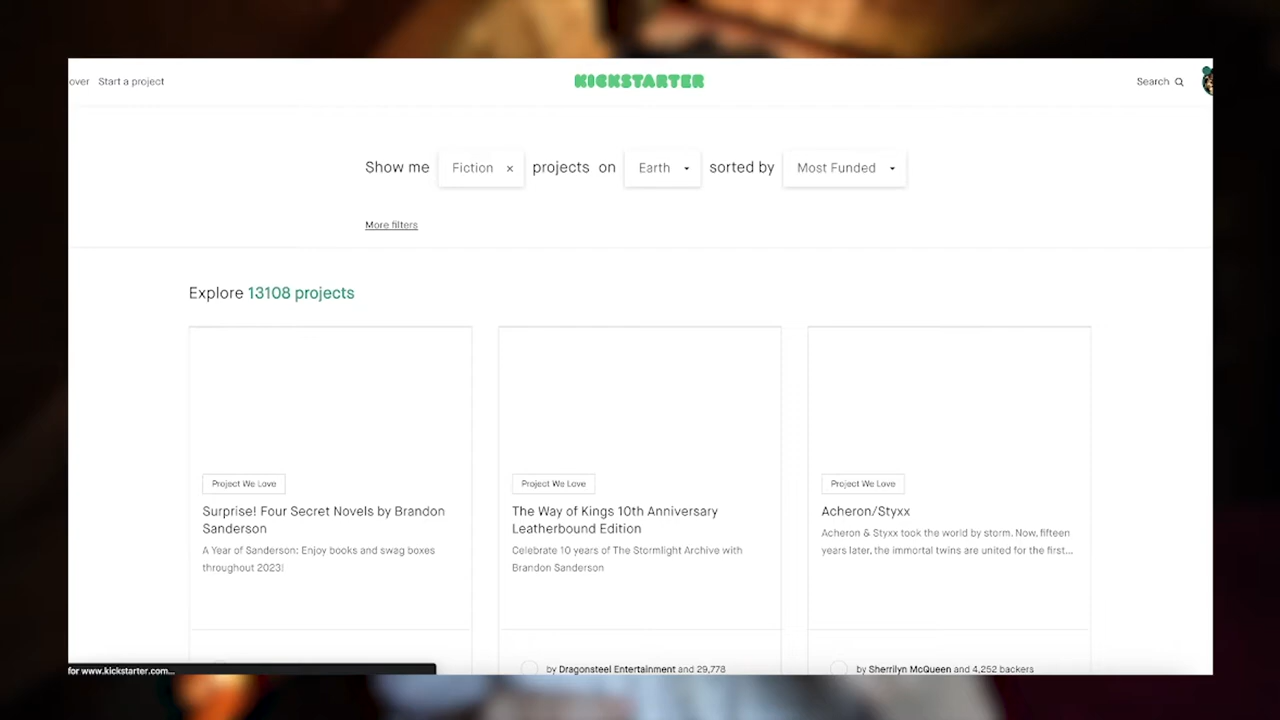 over Start a project KICKSTARTER Search
Show me Fiction × projects on Earth sorted by Most Funded
More filters
Explore 13108 projects
Project We Love
Surprise! Four Secret Novels by Brandon
Sanderson
A Year of Sanderson: Enjoy books and swag boxes
throughout 2023!
Project We Love
The Way of Kings 10th Anniversary
Leatherbound Edition
Celebrate 10 years of The Stormlight Archive with
Brandon Sanderson
by Dragonsteel Entertainment and 29,778
Project We Love
Acheron/Styxx
Acheron & Styxx took the world by storm. Now, fifteen
years later, the immortal twins are united for the first...
by Sherrilyn McQueen and 4,252 backers
for www.kickstarter.com...